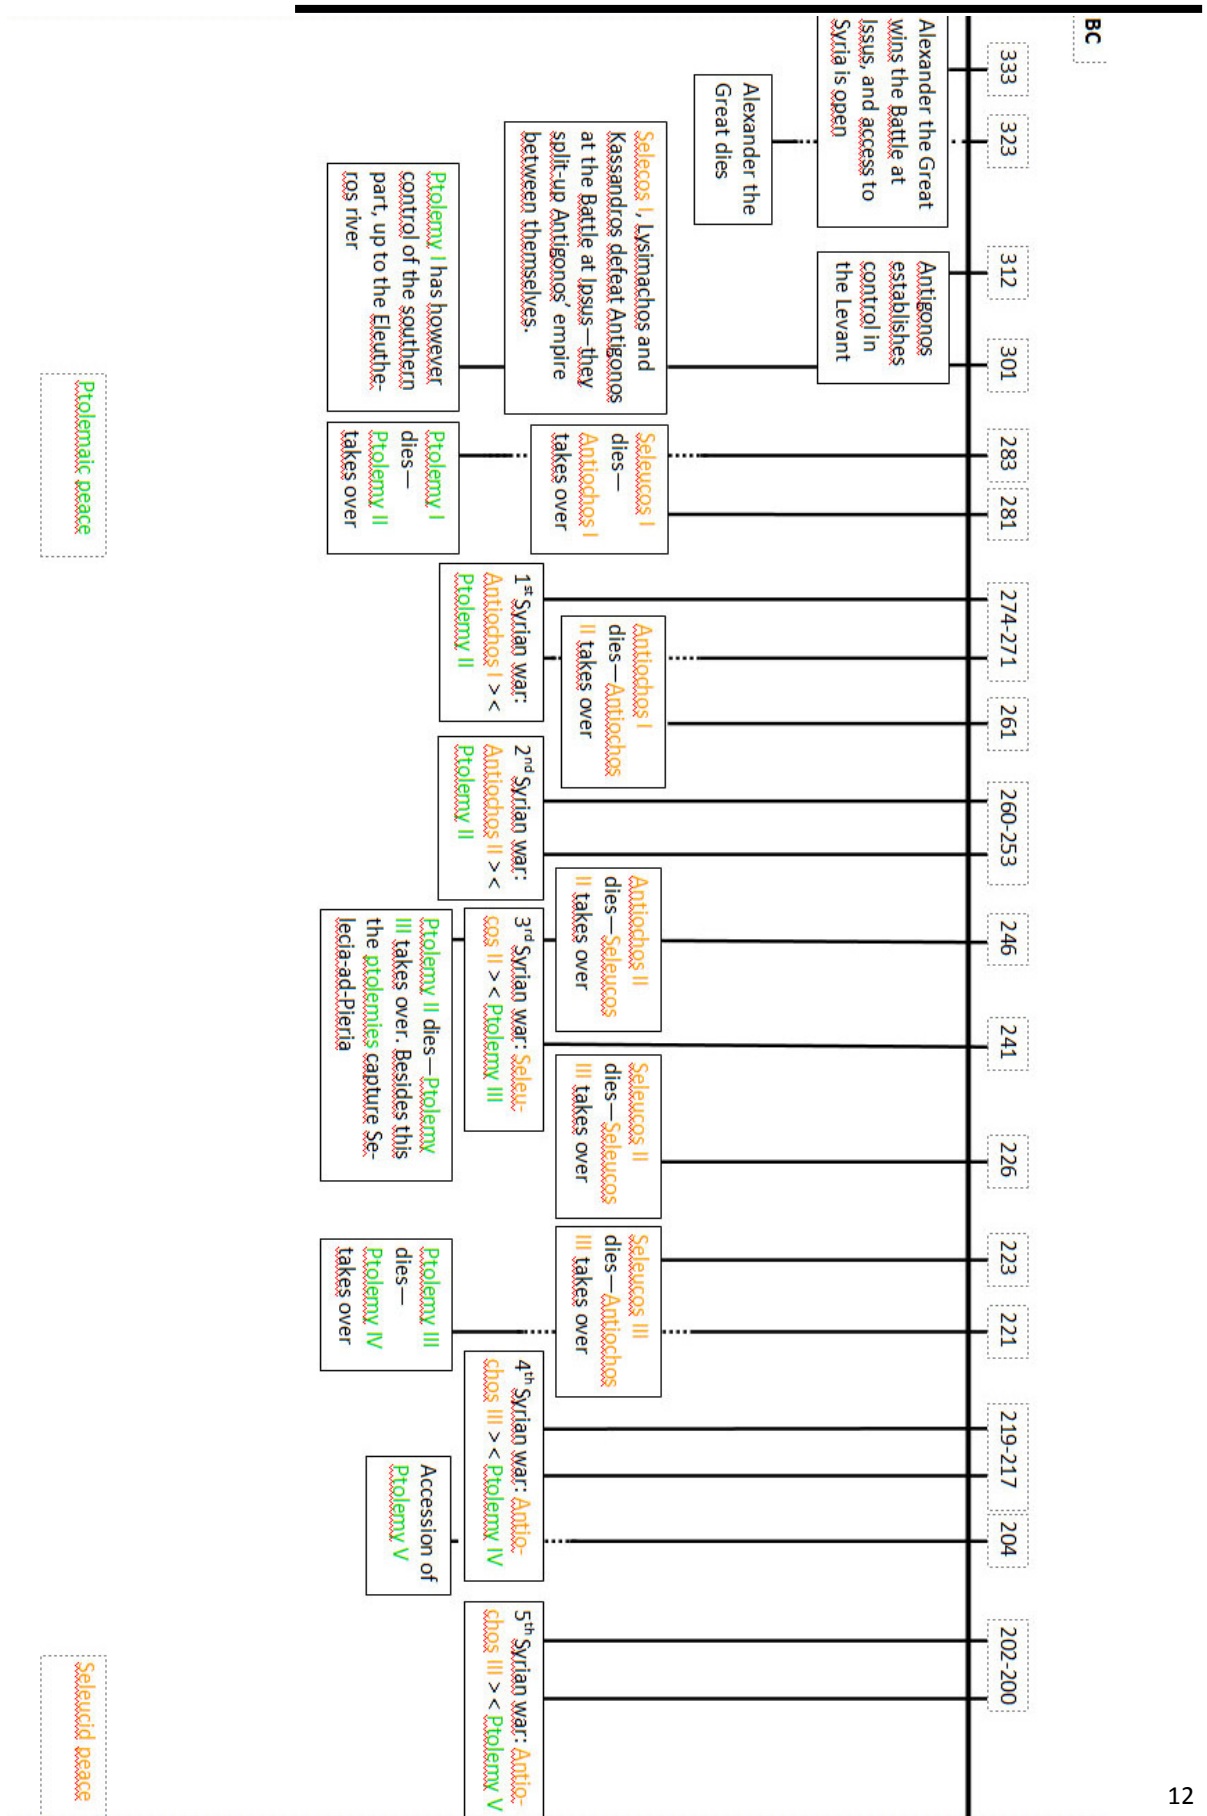 BC
333
323
312
301
283
281
274-271
261
260-253
246
241
226
223
221
219-217
204
202-200
Alexander the Great
wins the Battle at
Issus, and access to
Syria is open
Alexander the
Great dies
Antigonos
establishes
control in
the Levant
Selecos I, Lysimachos and
Kassandros defeat Antigonos
at the Battle at Ipsus—they
split-up Antigonos’ empire
between themselves.
Ptolemy I has however
control of the southern
part, up to the Eleuthe-
ros river
Seleucos I
dies—
Antiochos I
takes over
Ptolemy I
dies—
Ptolemy II
takes over
1st Syrian war:
Antiochos I > <
Ptolemy II
Antiochos I
dies—Antiochos
II takes over
2nd Syrian war:
Antiochos II > <
Ptolemy II
Antiochos II
dies—Seleucos
II takes over
3rd Syrian war: Seleu-
cos II > < Ptolemy III
Ptolemy II dies—Ptolemy
III takes over. Besides this
the ptolemies capture Se-
lecia-ad-Pieria
Seleucos II
dies—Seleucos
III takes over
Seleucos III
dies—Antiochos
III takes over
Ptolemy III
dies—
Ptolemy IV
takes over
4th Syrian war: Antio-
chos III > < Ptolemy IV
Accession of
Ptolemy V
5th Syrian war: Antio-
chos III > < Ptolemy V
Ptolemaic peace
Seleucid peace
12